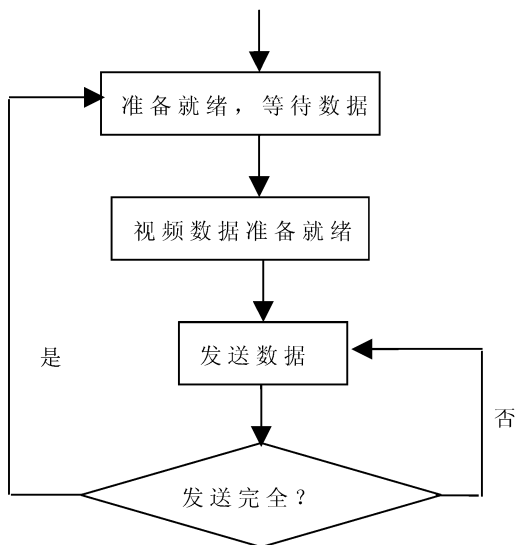 准备就绪，等待数据
视频数据准备就绪
发送数据
是
否
发送完全？